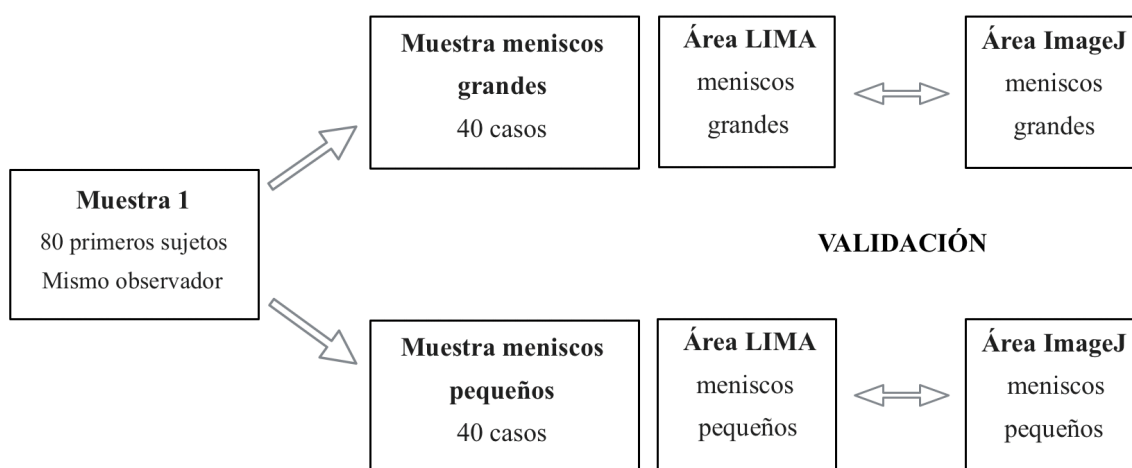 Muestra meniscos
grandes
40 casos
Área LIMA
meniscos
grandes
Área ImageJ
meniscos
grandes
Muestra 1
80 primeros sujetos
Mismo observador
VALIDACIÓN
Muestra meniscos
pequeños
40 casos
Área LIMA
meniscos
pequeños
Área ImageJ
meniscos
pequeños